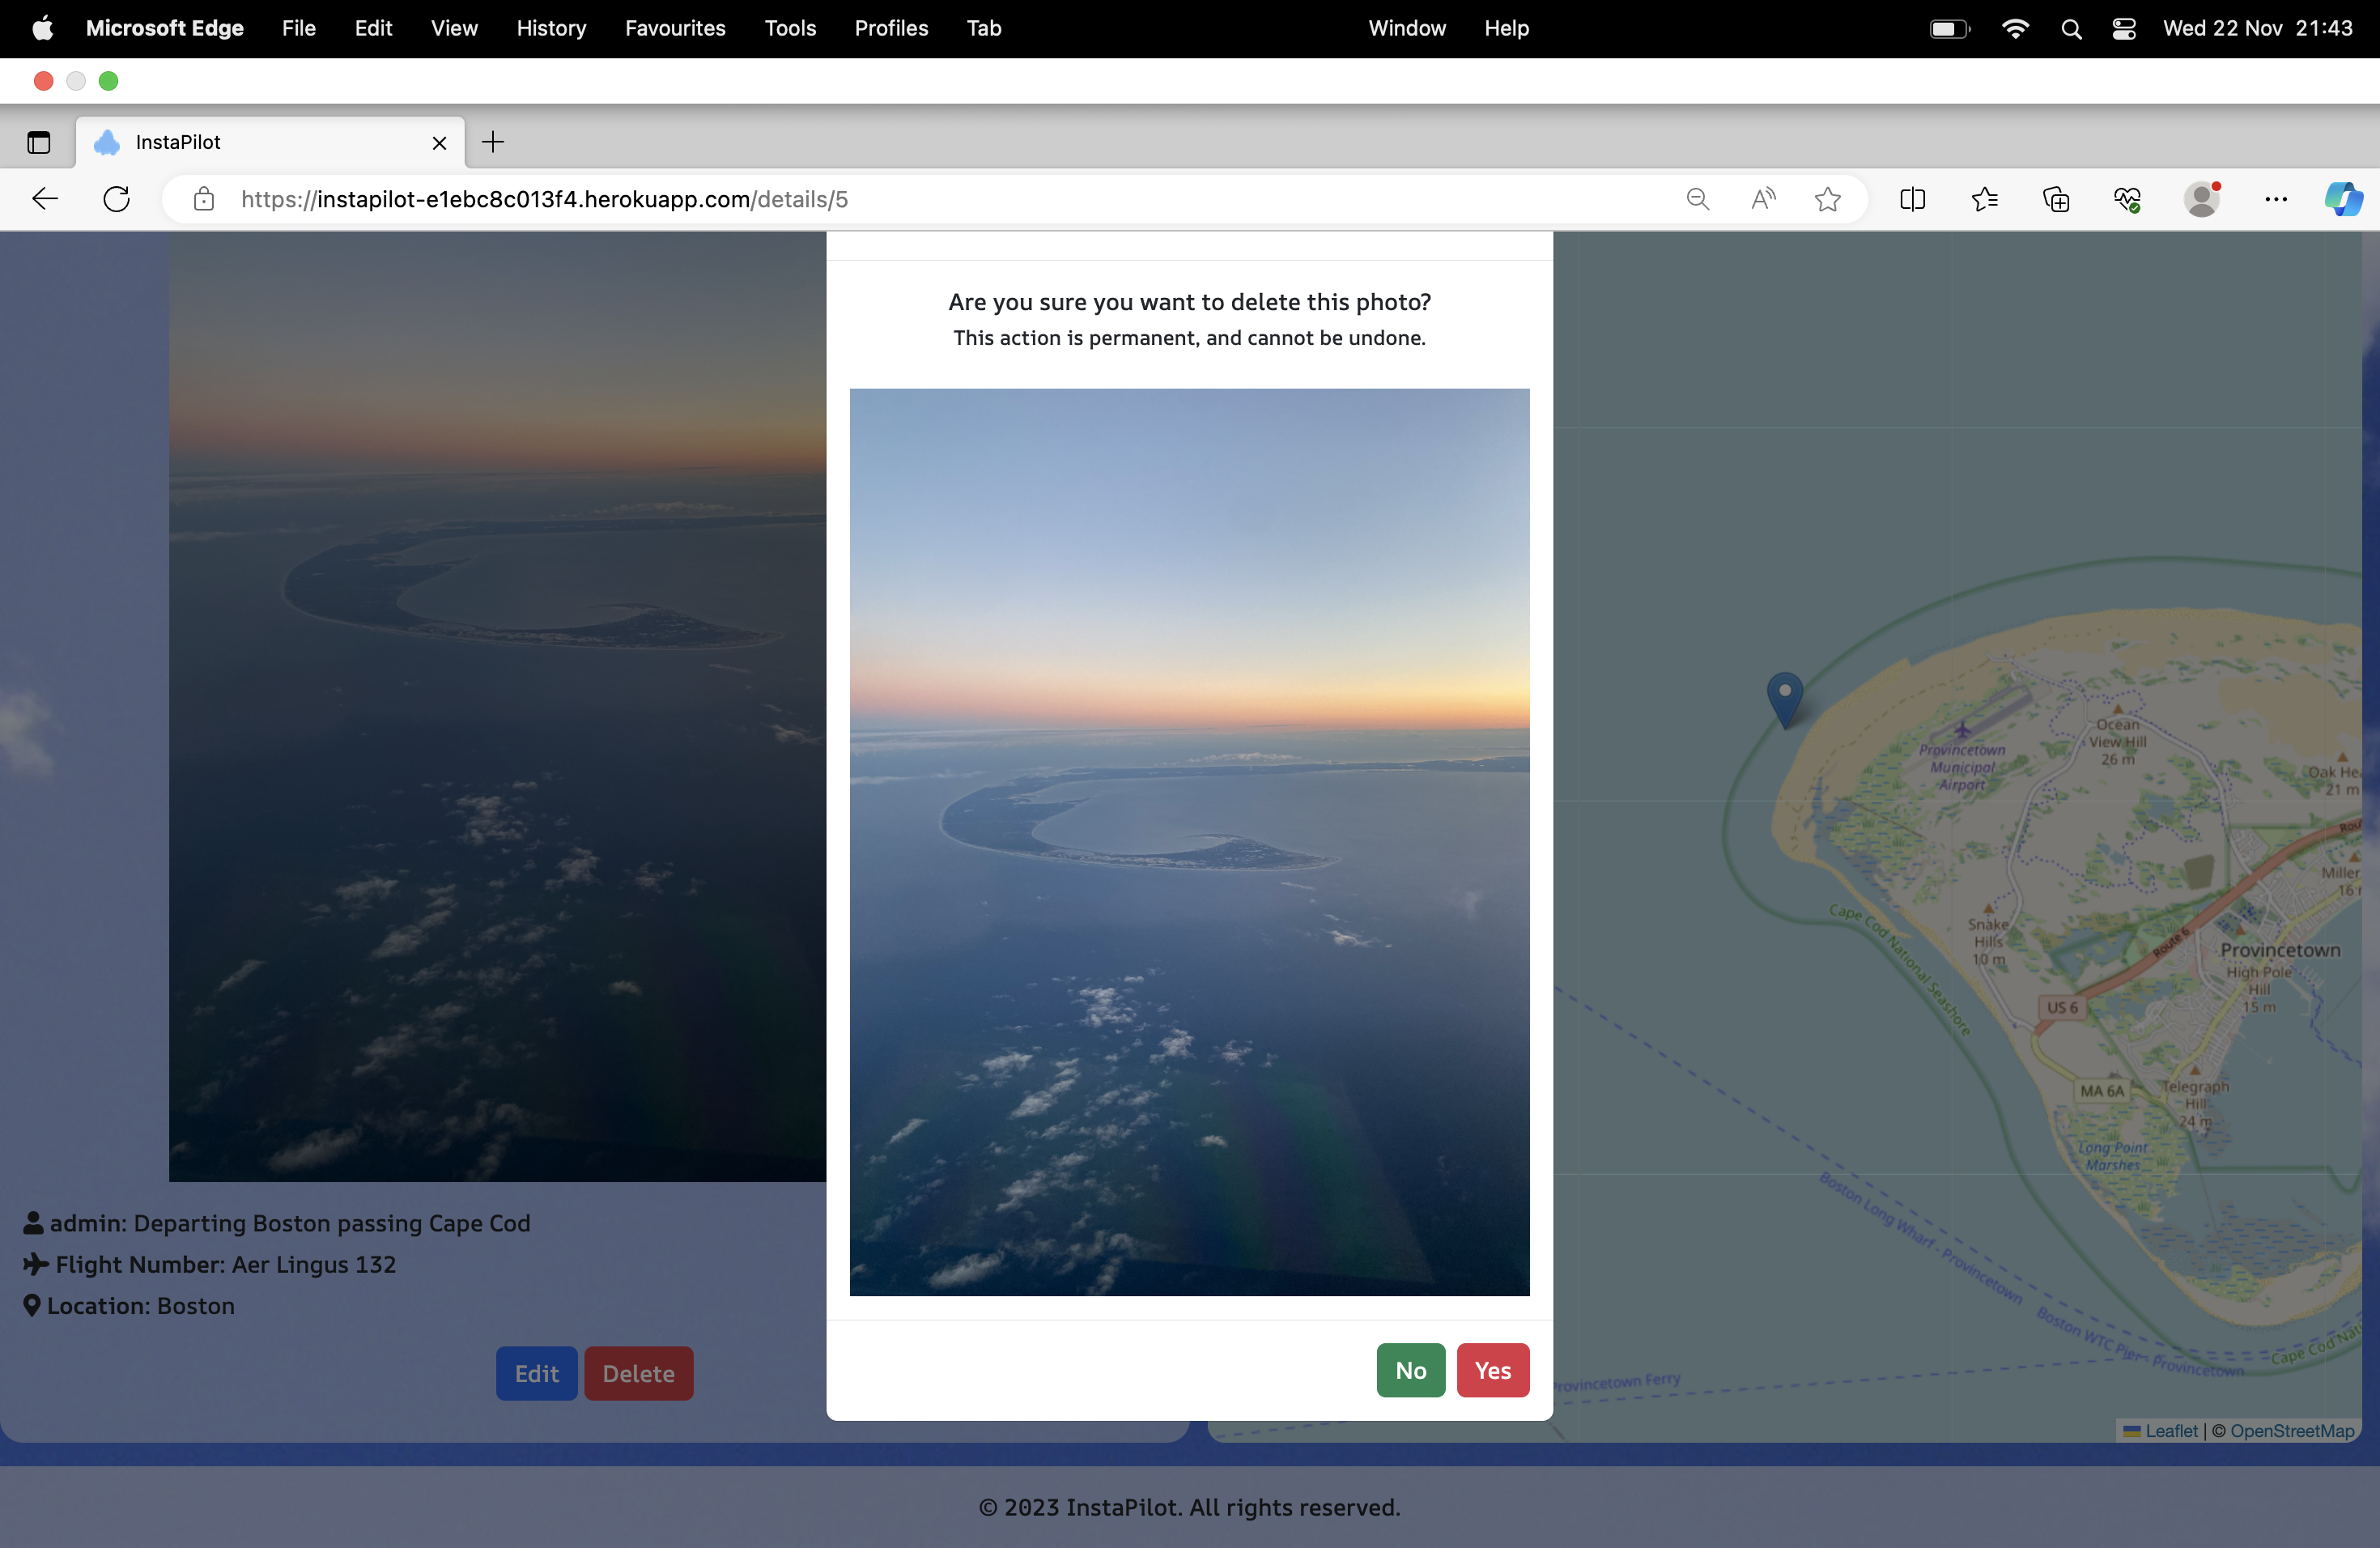 Microsoft Edge File Edit View History Favourites Tools Profiles Tab Window Help Wed 22 Nov 21:43
InstaPilot
https://instapilot-e1ebc8c013f4.herokuapp.com/details/5
Are you sure you want to delete this photo?
This action is permanent, and cannot be undone.
admin: Departing Boston passing Cape Cod
Flight Number: Aer Lingus 132
Location: Boston
Edit Delete
No Yes
Ocean
View Hill
26 m
Provincetown
Municipal
Airport
Oak Hea
21 m
Rou
Miller
16 m
Cape Cod National Seashore
Snake
Hills
10 m
Route 6
Provincetown
High Pole
Hill
15 m
US 6
MA 6A
Telegraph
Hill
24 m
Long Point
Marshes
Boston Long Wharf - Provincetown
Boston WTC Pier - Provincetown
Cape Cod Nati
Provincetown Ferry
Leaflet | © OpenStreetMap
© 2023 InstaPilot. All rights reserved.